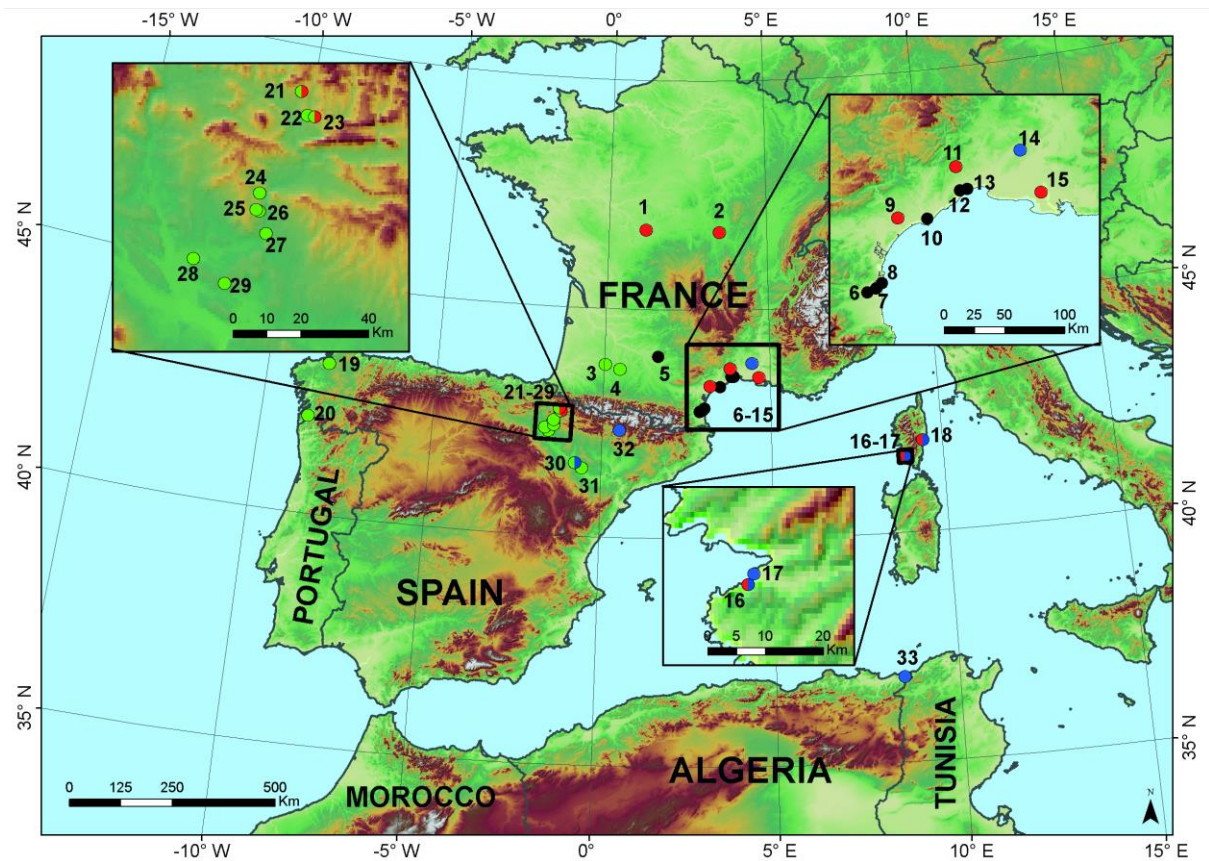 -15° W
-10° W
-5° W
0°
5° E
10° E
15° E
45° N
40° N
35° N
45° N
40° N
35° N
-10° W
-5° W
0°
5° E
10° E
15° E
21
22
23
24
25
26
27
28
29
0 10 20 40
Km
14
11
13
15
12
9
10
8
6
7
0 25 50 100
Km
1
2
FRANCE
3
4
5
6-15
19
20
21-29
30
31
32
16-17
18
PORTUGAL
SPAIN
17
16
0 5 10 20
Km
33
ALGERIA
TUNISIA
MOROCCO
0 125 250 500
Km
N